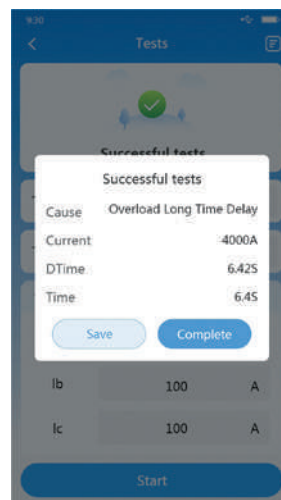 9:30
Tests
Successful tests
Successful tests
Cause Overload Long Time Delay
Current 4000A
DTime 6.42S
Time 6.4S
Save Complete
Ib 100 A
Ic 100 A
Start